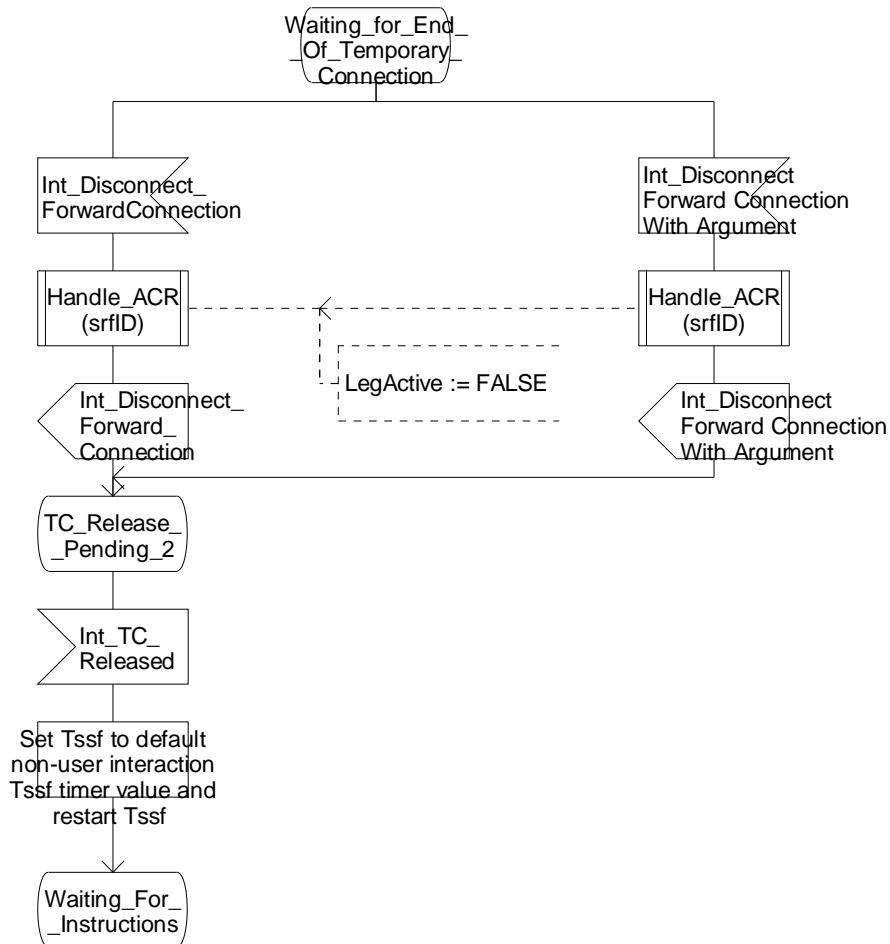 Waiting_for_End_
_Of_Temporary_
Connection
Int_Disconnect_
ForwardConnection
Int_Disconnect
Forward Connection
With Argument
Handle_ACR
(srfID)
Handle_ACR
(srfID)
LegActive := FALSE
Int_Disconnect_
Forward_
Connection
Int_Disconnect
Forward Connection
With Argument
TC_Release_
_Pending_2
Int_TC_
Released
Set Tssf to default
non-user interaction
Tssf timer value and
restart Tssf
Waiting_For_
_Instructions